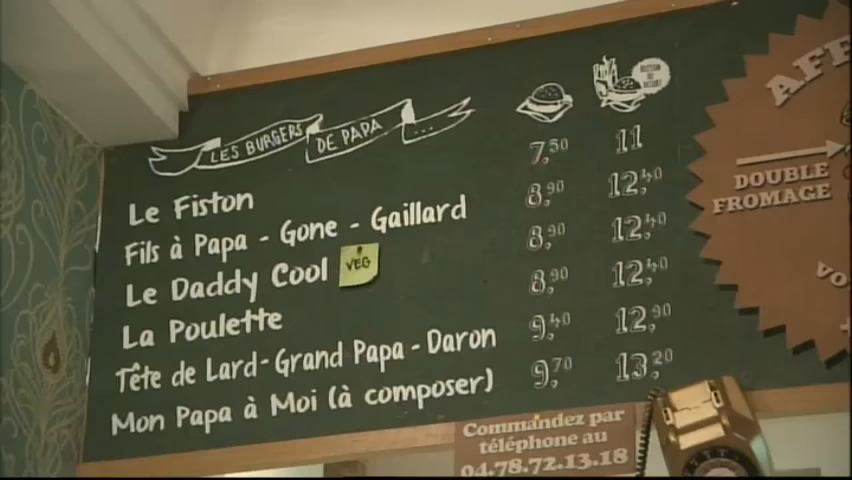 LES BURGERS DE PAPA ...
Le Fiston 7,50 11
Fils à Papa - Gone - Gaillard 8,90 12,40
Le Daddy Cool VEG 8,90 12,40
La Poulette 8,90 12,40
Tête de Lard - Grand Papa - Daron 9,40 12,90
Mon Papa à Moi (à composer) 9,70 13,20
DOUBLE
FROMAGE
Commandez par
téléphone au
04.78.72.13.18